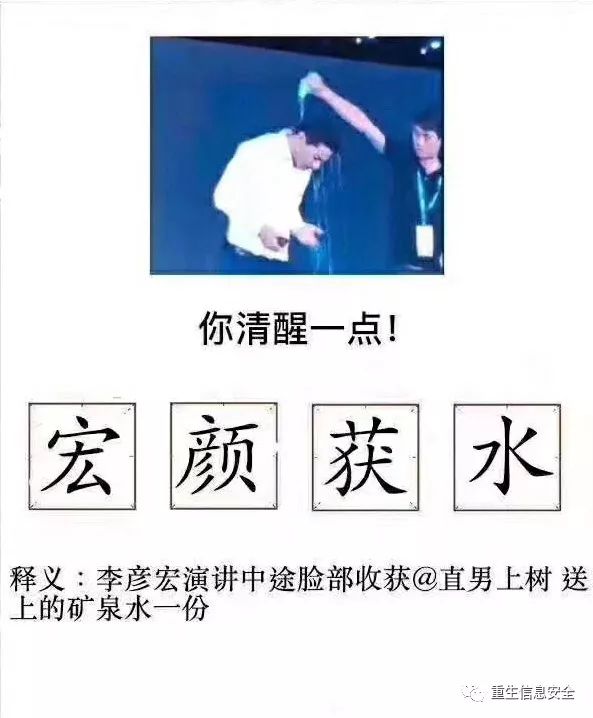 你清醒一点!
宏颜获水
释义：李彦宏演讲中途脸部收获@直男上树 送
上的矿泉水一份
重生信息安全